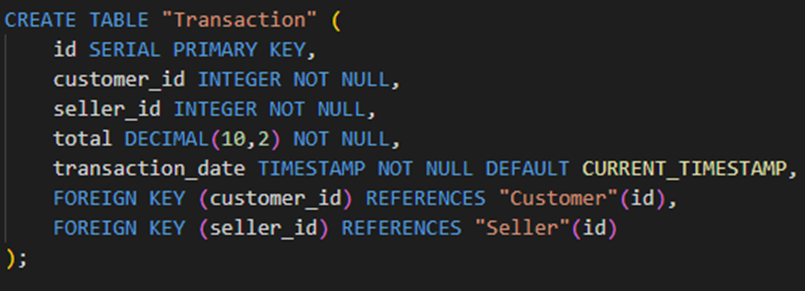 CREATE TABLE "Transaction" (
    id SERIAL PRIMARY KEY,
    customer_id INTEGER NOT NULL,
    seller_id INTEGER NOT NULL,
    total DECIMAL(10,2) NOT NULL,
    transaction_date TIMESTAMP NOT NULL DEFAULT CURRENT_TIMESTAMP,
    FOREIGN KEY (customer_id) REFERENCES "Customer"(id),
    FOREIGN KEY (seller_id) REFERENCES "Seller"(id)
);